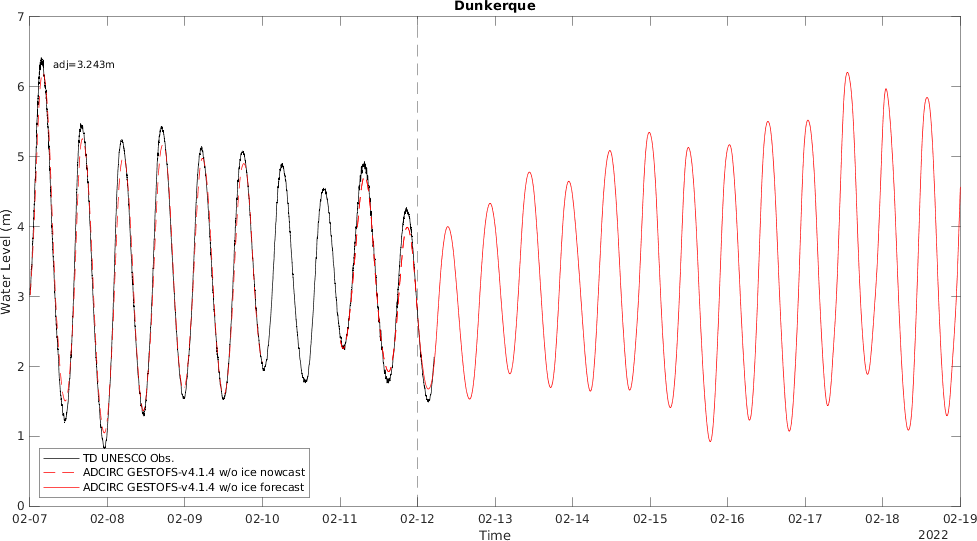 Dunkerque
7
6
5
4
3
2
1
0
Water Level (m)
adj=3.243m
TD UNESCO Obs.
ADCIRC GESTOFS-v4.1.4 w/o ice nowcast
ADCIRC GESTOFS-v4.1.4 w/o ice forecast
02-07 02-08 02-09 02-10 02-11 02-12 02-13 02-14 02-15 02-16 02-17 02-18 02-19
Time
2022